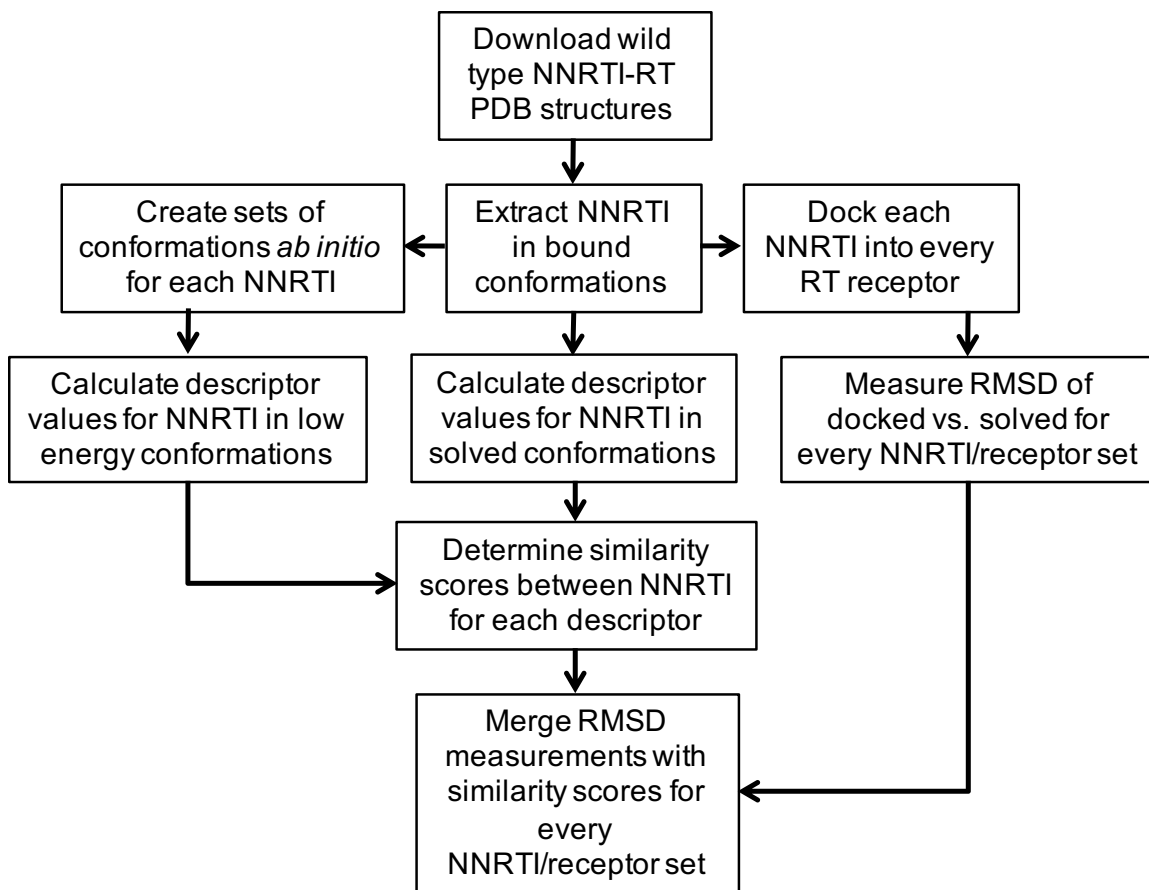 Download wild
type NNRTI-RT
PDB structures
Create sets of
conformations ab initio
for each NNRTI
Extract NNRTI
in bound
conformations
Dock each
NNRTI into every
RT receptor
Calculate descriptor
values for NNRTI in low
energy conformations
Calculate descriptor
values for NNRTI in
solved conformations
Measure RMSD of
docked vs. solved for
every NNRTI/receptor set
Determine similarity
scores between NNRTI
for each descriptor
Merge RMSD
measurements with
similarity scores for
every
NNRTI/receptor set